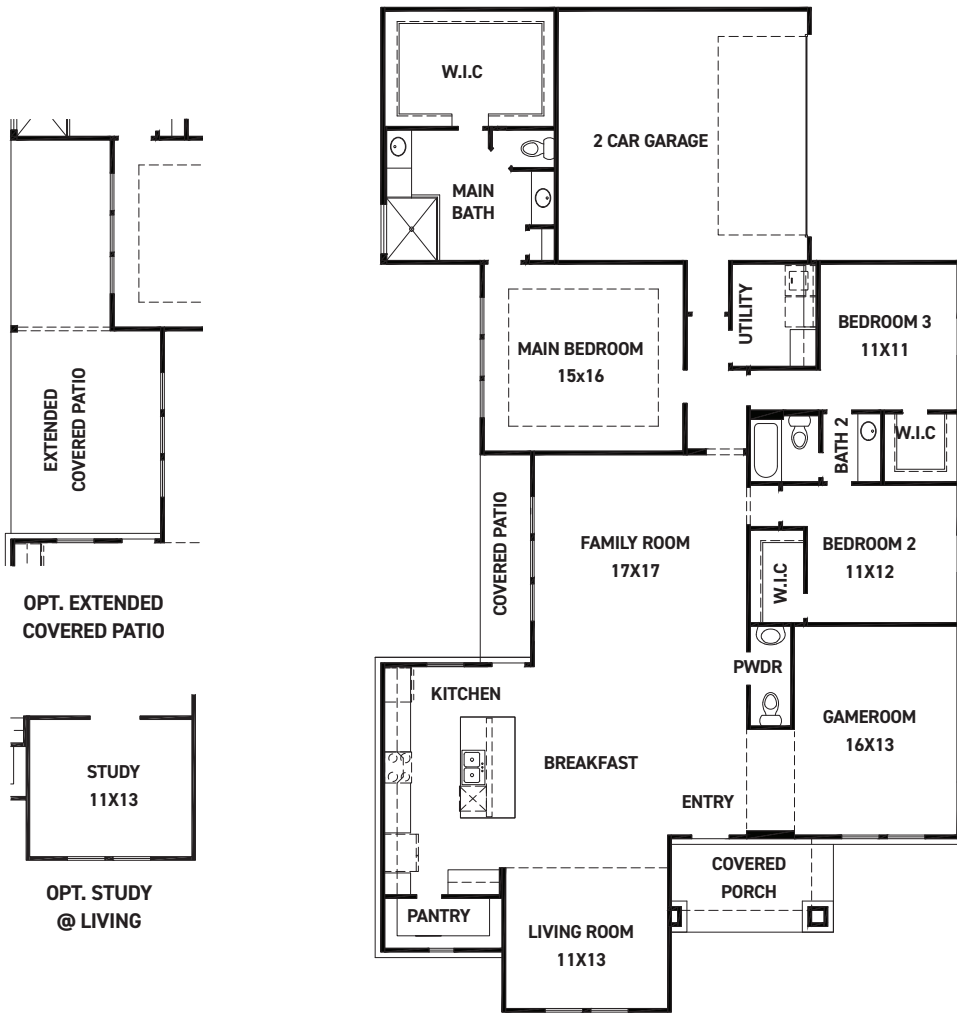 W.I.C
2 CAR GARAGE
MAIN
BATH
UTILITY
BEDROOM 3
11X11
MAIN BEDROOM
15x16
EXTENDED
COVERED PATIO
BATH 2
W.I.C
COVERED PATIO
FAMILY ROOM
17X17
BEDROOM 2
11X12
W.I.C
OPT. EXTENDED
COVERED PATIO
PWDR
KITCHEN
GAMEROOM
16X13
BREAKFAST
STUDY
11X13
ENTRY
COVERED
PORCH
OPT. STUDY
@ LIVING
PANTRY
LIVING ROOM
11X13